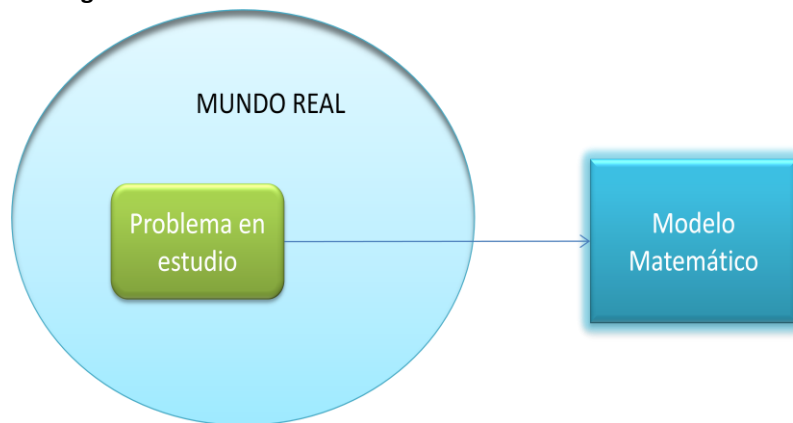 MUNDO REAL
Problema en
estudio
Modelo
Matemático